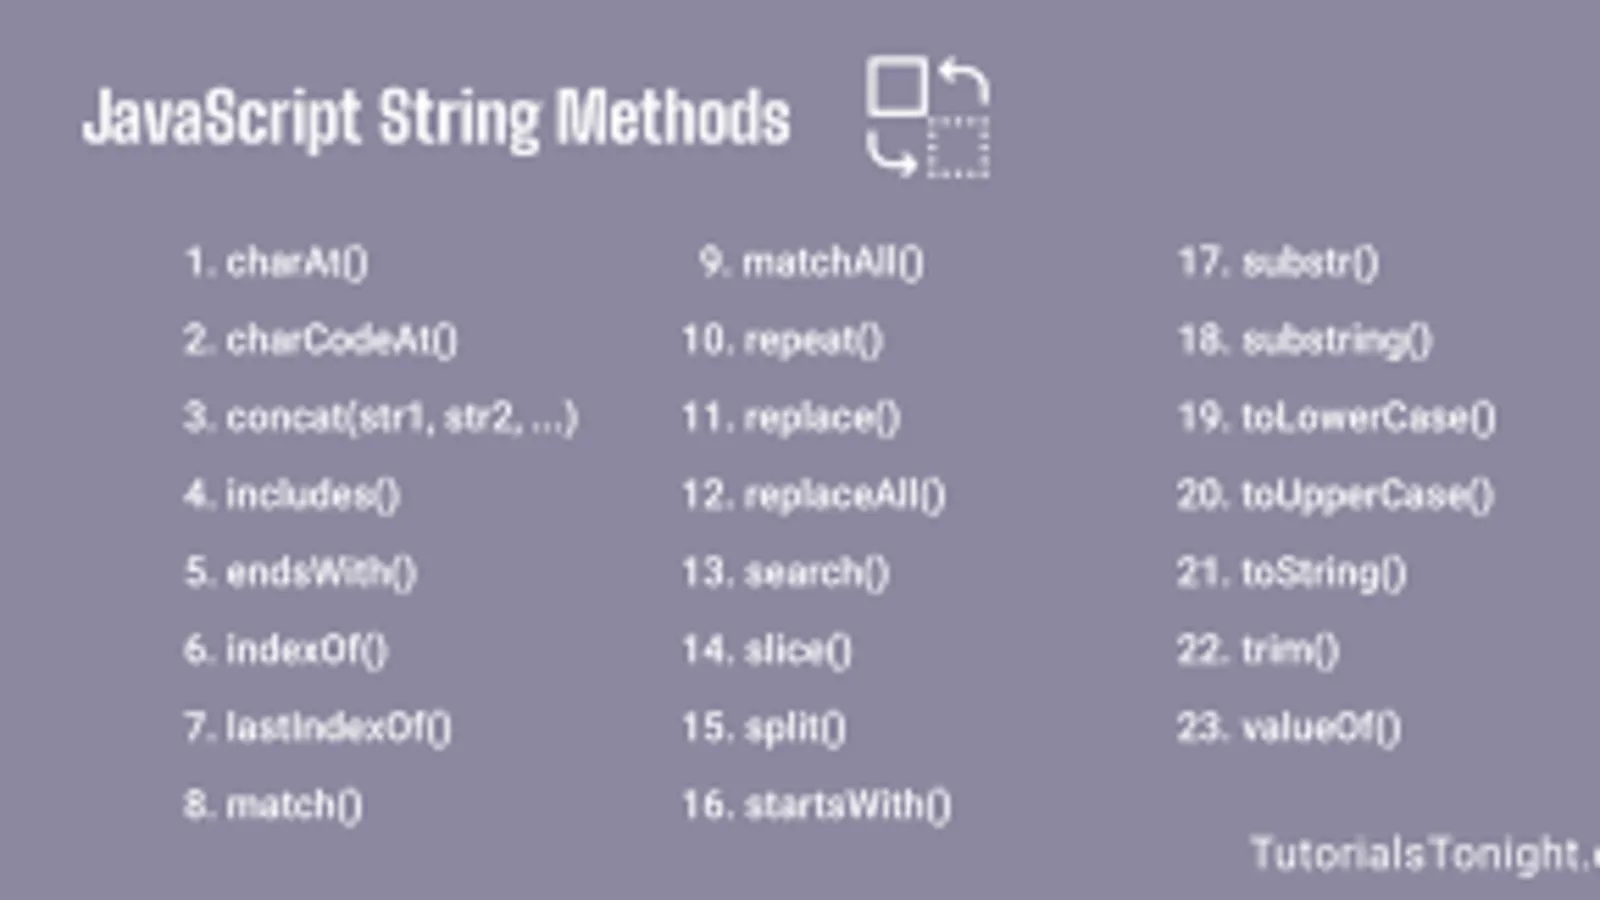 JavaScript String Methods
1. charAt()
2. charCodeAt()
3. concat(str1, str2, ...)
4. includes()
5. endsWith()
6. indexOf()
7. lastIndexOf()
8. match()
9. matchAll()
10. repeat()
11. replace()
12. replaceAll()
13. search()
14. slice()
15. split()
16. startsWith()
17. substr()
18. substring()
19. toLowerCase()
20. toUpperCase()
21. toString()
22. trim()
23. valueOf()
TutorialsTonight.